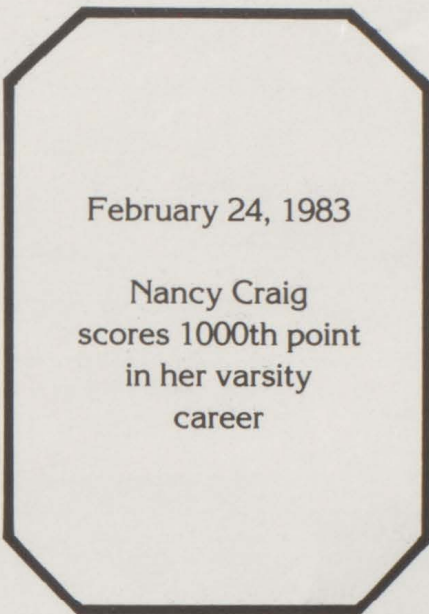 February 24, 1983
Nancy Craig
scores 1000th point
in her varsity
career